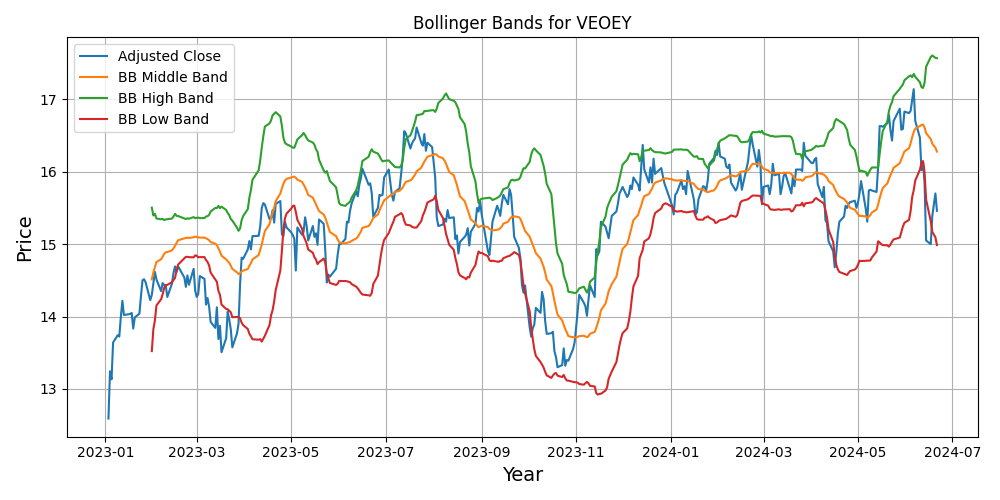 Bollinger Bands for VEOEY
Adjusted Close
BB Middle Band
BB High Band
BB Low Band
Price
17
16
15
14
13
2023-01 2023-03 2023-05 2023-07 2023-09 2023-11 2024-01 2024-03 2024-05 2024-07
Year